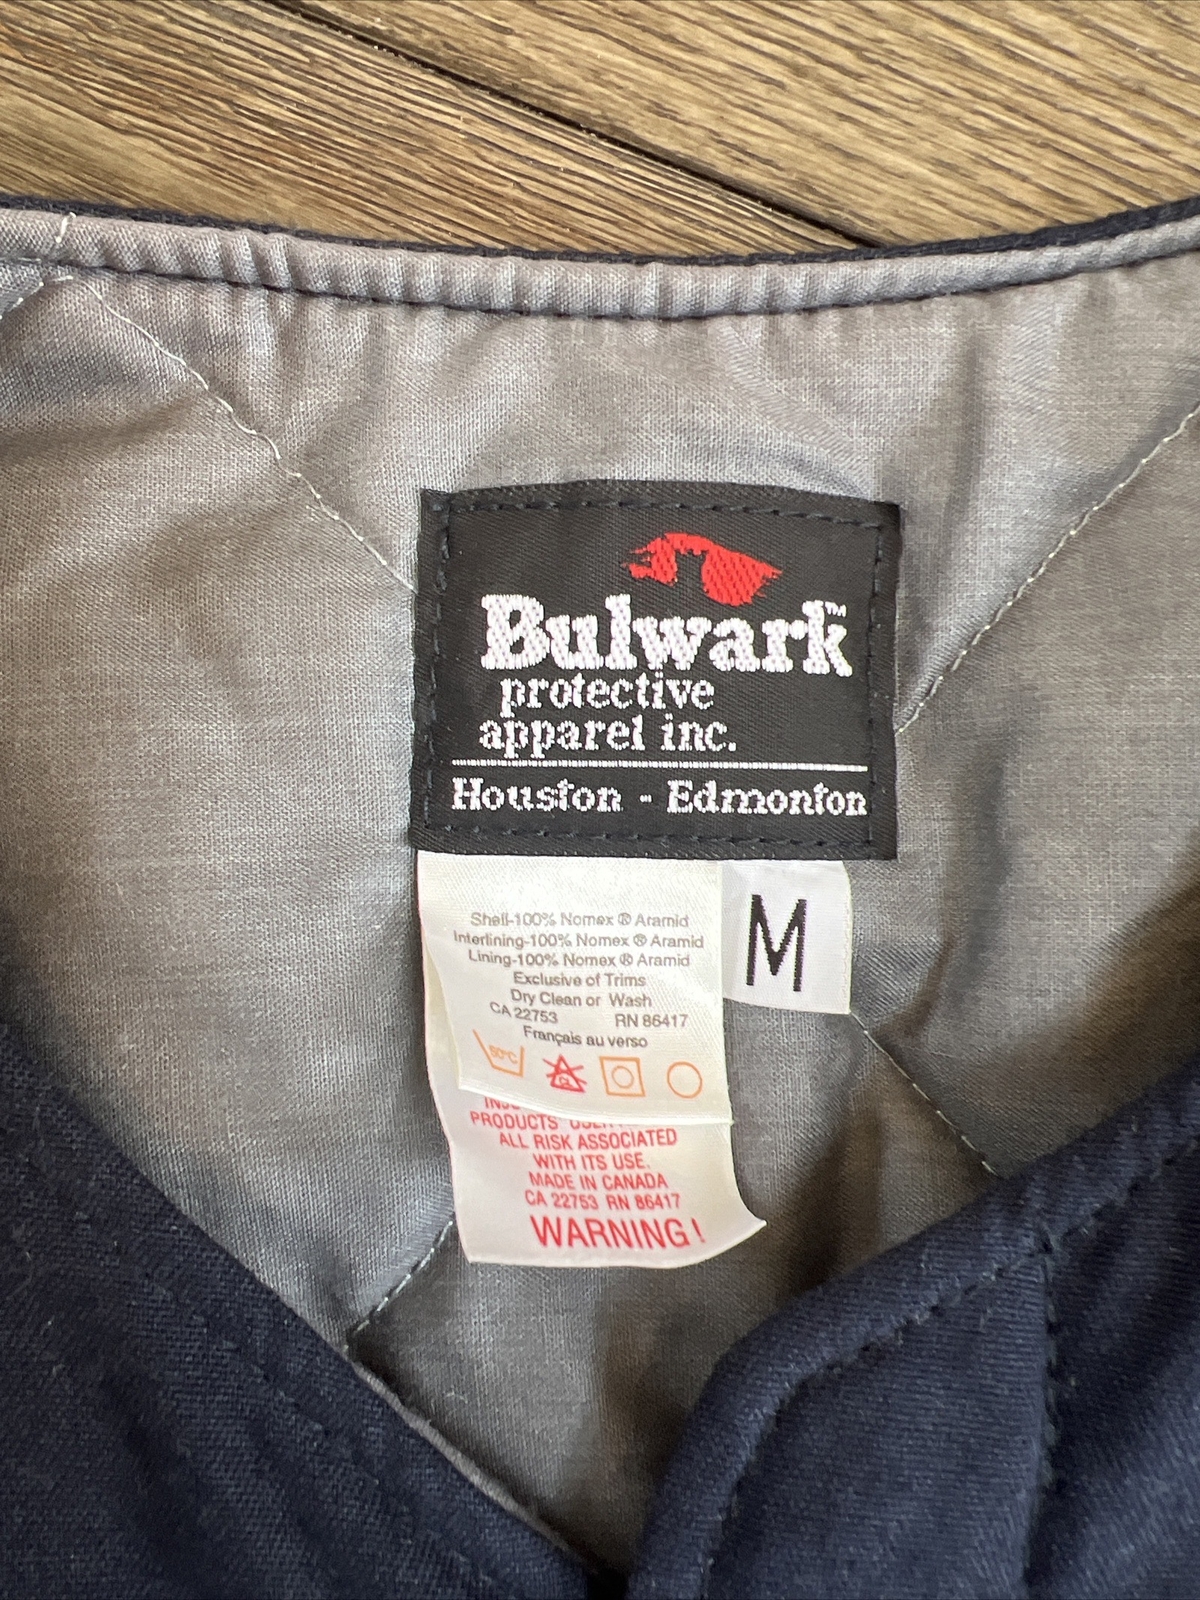 Bulwark™
protective
apparel inc.
Houston - Edmonton
M
Shell-100% Nomex ® Aramid
Interlining-100% Nomex ® Aramid
Lining-100% Nomex ® Aramid
Exclusive of Trims
Dry Clean or Wash
CA 22753 RN 86417
Français au verso
50°C
PRODUCTS
ALL RISK ASSOCIATED
WITH ITS USE.
MADE IN CANADA
CA 22753 RN 86417
WARNING!